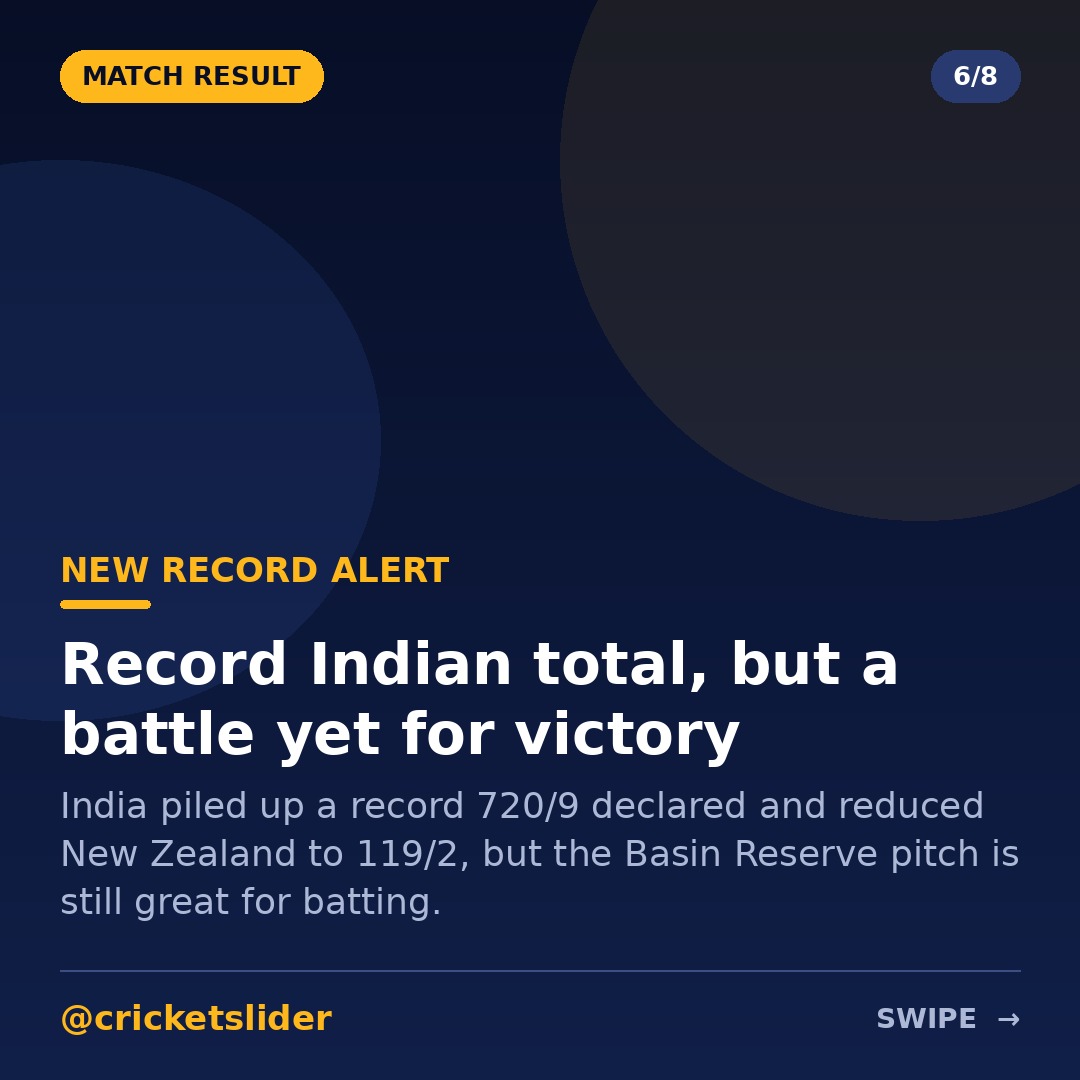 MATCH RESULT
6/8
NEW RECORD ALERT
Record Indian total, but a
battle yet for victory
India piled up a record 720/9 declared and reduced
New Zealand to 119/2, but the Basin Reserve pitch is
still great for batting.
@cricketslider
SWIPE →